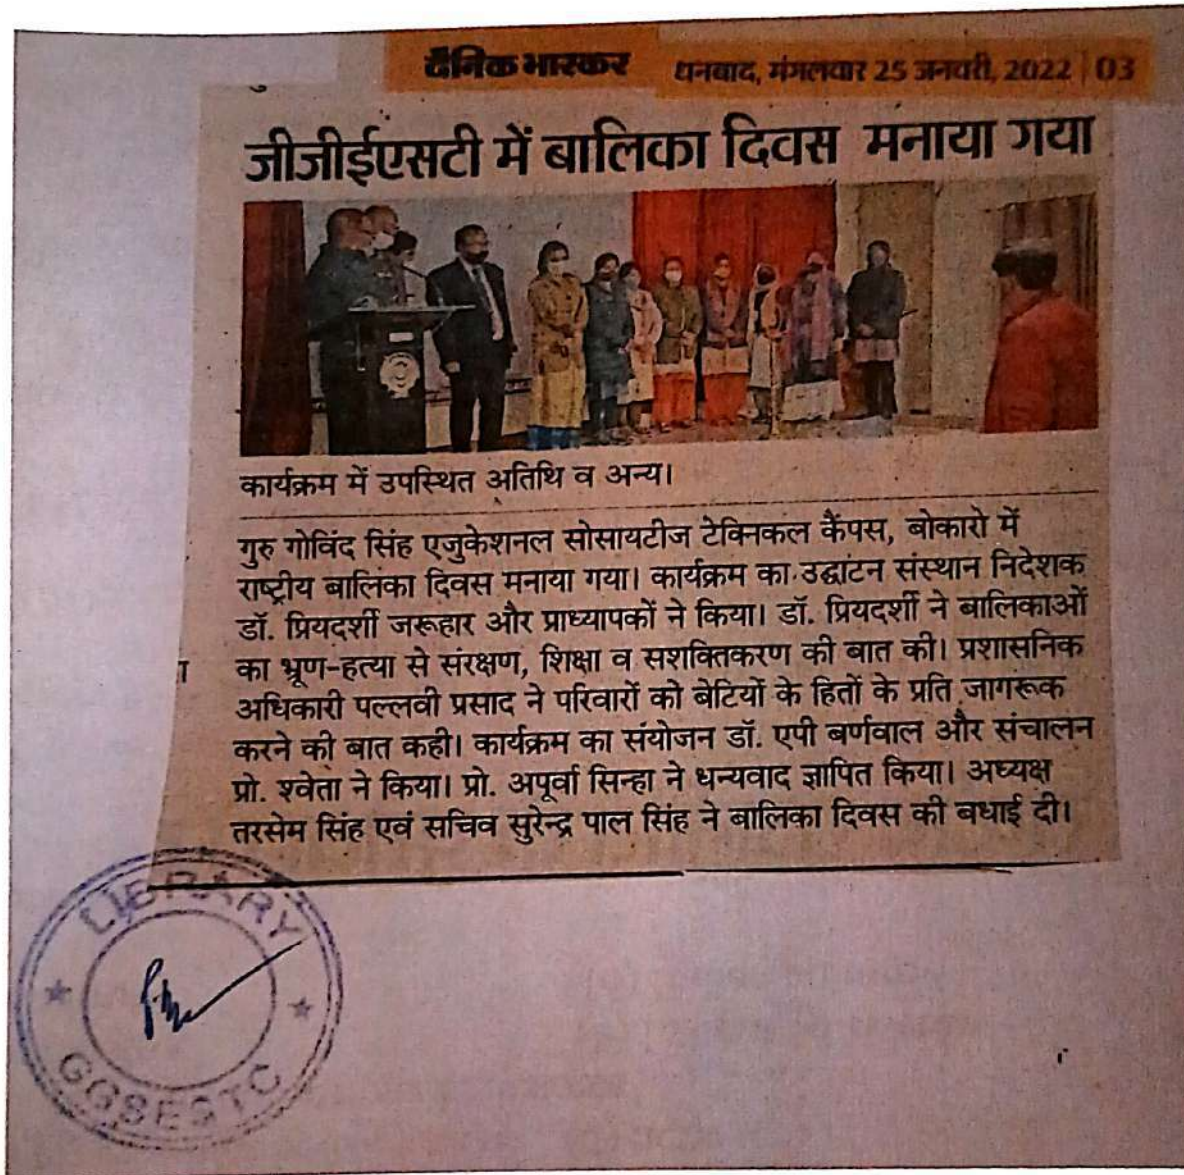 दैनिक भास्कर धनबाद, मंगलवार 25 जनवरी, 2022 | 03
जीजीईएसटी में बालिका दिवस मनाया गया
कार्यक्रम में उपस्थित अतिथि व अन्य।
गुरु गोविंद सिंह एजुकेशनल सोसायटीज टेक्निकल कैंपस, बोकारो में
राष्ट्रीय बालिका दिवस मनाया गया। कार्यक्रम का उद्घाटन संस्थान निदेशक
डॉ. प्रियदर्शी जरूहार और प्राध्यापकों ने किया। डॉ. प्रियदर्शी ने बालिकाओं
का भ्रूण-हत्या से संरक्षण, शिक्षा व सशक्तिकरण की बात की। प्रशासनिक
अधिकारी पल्लवी प्रसाद ने परिवारों को बेटियों के हितों के प्रति जागरूक
करने की बात कही। कार्यक्रम का संयोजन डॉ. एपी बर्णवाल और संचालन
प्रो. श्वेता ने किया। प्रो. अपूर्वा सिन्हा ने धन्यवाद ज्ञापित किया। अध्यक्ष
तरसेम सिंह एवं सचिव सुरेन्द्र पाल सिंह ने बालिका दिवस की बधाई दी।
LIBRARY
GGSESTC